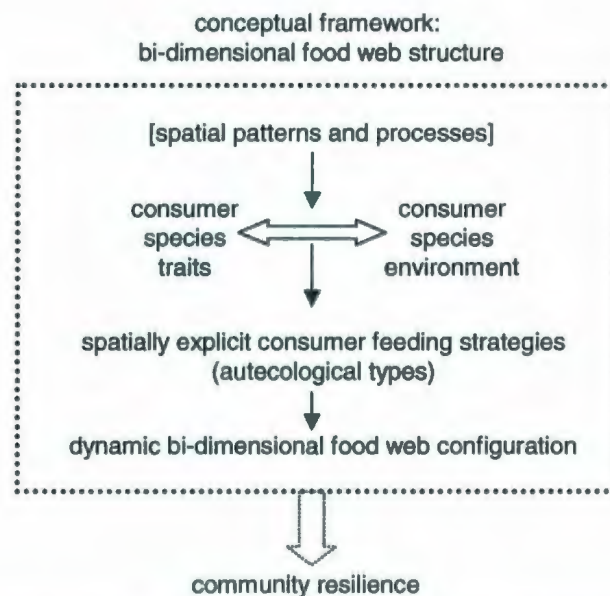 conceptual framework:
bi-dimensional food web structure
[spatial patterns and processes]
consumer
species
traits
consumer
species
environment
spatially explicit consumer feeding strategies
(autecological types)
dynamic bi-dimensional food web configuration
community resilience